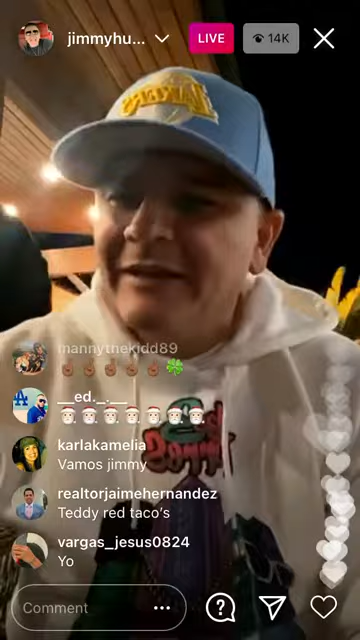 jimmyhu...
LIVE
14K
mannythekidd89
__ed._.__
karlakamelia
Vamos jimmy
realtorjaimehernandez
Teddy red taco's
vargas_jesus0824
Yo
Comment